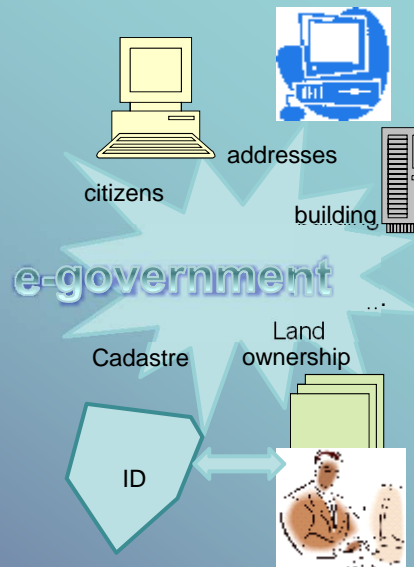 addresses
citizens
building
e-government
...
Land
Cadastre ownership
ID